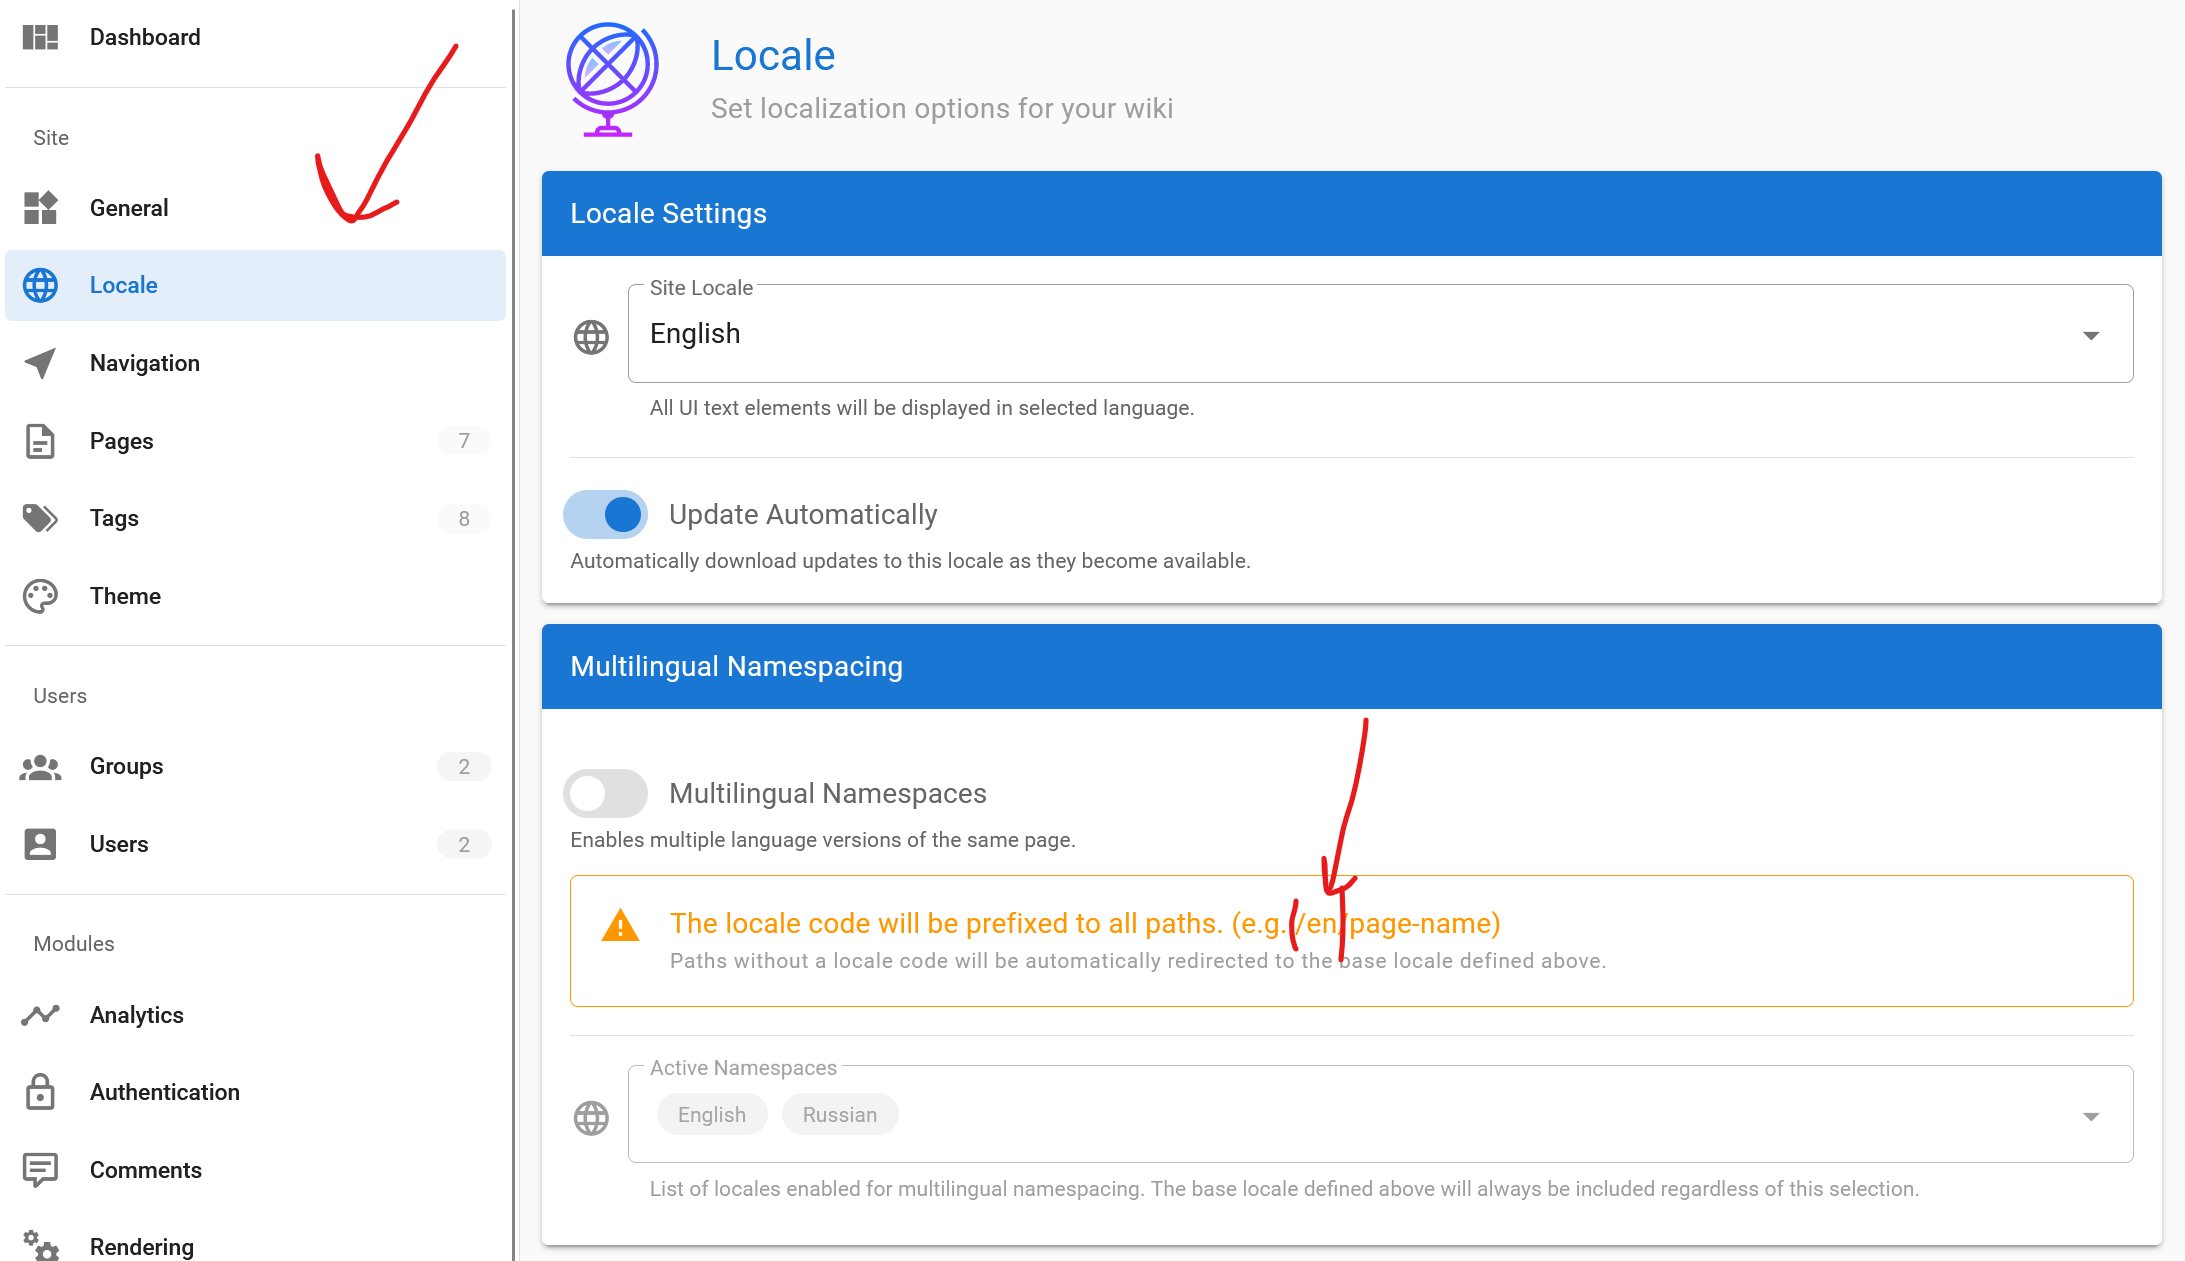 Dashboard
Site
General
Locale
Navigation
Pages 7
Tags 8
Theme
Users
Groups 2
Users 2
Modules
Analytics
Authentication
Comments
Rendering
Locale
Set localization options for your wiki
Locale Settings
Site Locale
English
All UI text elements will be displayed in selected language.
Update Automatically
Automatically download updates to this locale as they become available.
Multilingual Namespacing
Multilingual Namespaces
Enables multiple language versions of the same page.
The locale code will be prefixed to all paths. (e.g. /en/page-name)
Paths without a locale code will be automatically redirected to the base locale defined above.
Active Namespaces
English Russian
List of locales enabled for multilingual namespacing. The base locale defined above will always be included regardless of this selection.